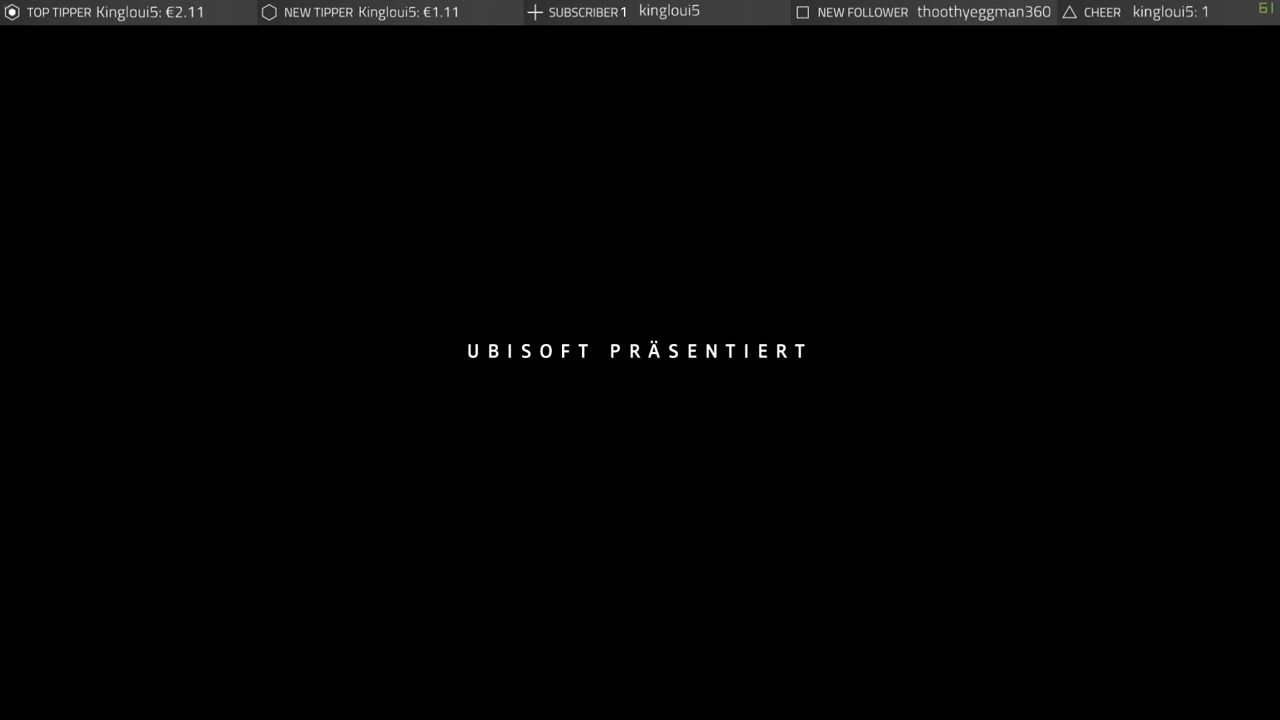 TOP TIPPER Kingloui5: €2.11 NEW TIPPER Kingloui5: €1.11 SUBSCRIBER 1 kingloui5 NEW FOLLOWER thoothyeggman360 CHEER kingloui5: 1 61
UBISOFT PRÄSENTIERT